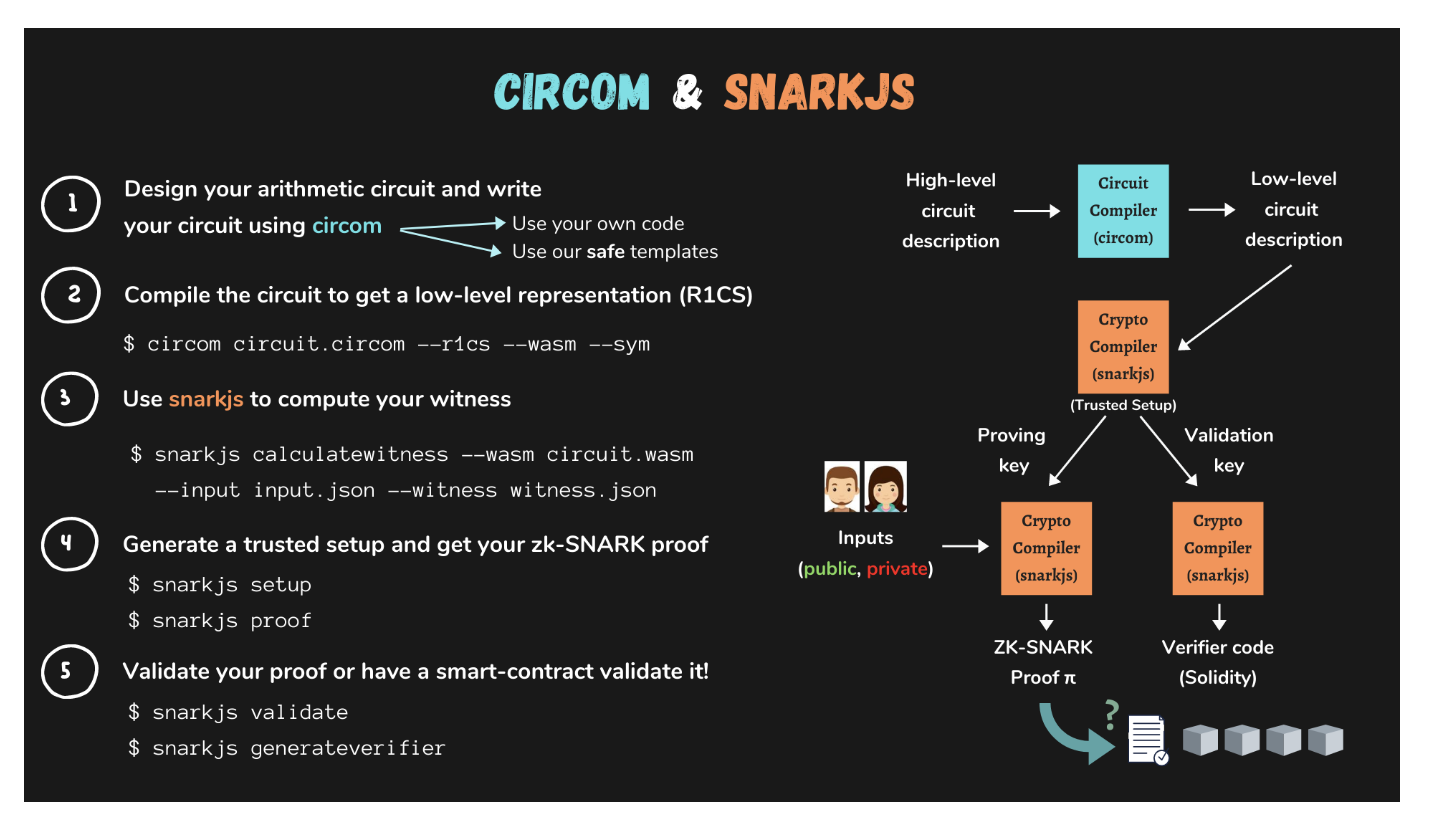 CIRCOM & SNARKJS
1
Design your arithmetic circuit and write
your circuit using circom
Use your own code
Use our safe templates
2
Compile the circuit to get a low-level representation (R1CS)
$ circom circuit.circom --r1cs --wasm --sym
3
Use snarkjs to compute your witness
$ snarkjs calculatewitness --wasm circuit.wasm
--input input.json --witness witness.json
4
Generate a trusted setup and get your zk-SNARK proof
$ snarkjs setup
$ snarkjs proof
5
Validate your proof or have a smart-contract validate it!
$ snarkjs validate
$ snarkjs generateverifier
High-level
circuit
description
Circuit
Compiler
(circom)
Low-level
circuit
description
Crypto
Compiler
(snarkjs)
(Trusted Setup)
Proving
key
Validation
key
Inputs
(public, private)
Crypto
Compiler
(snarkjs)
Crypto
Compiler
(snarkjs)
ZK-SNARK
Proof π
Verifier code
(Solidity)
?